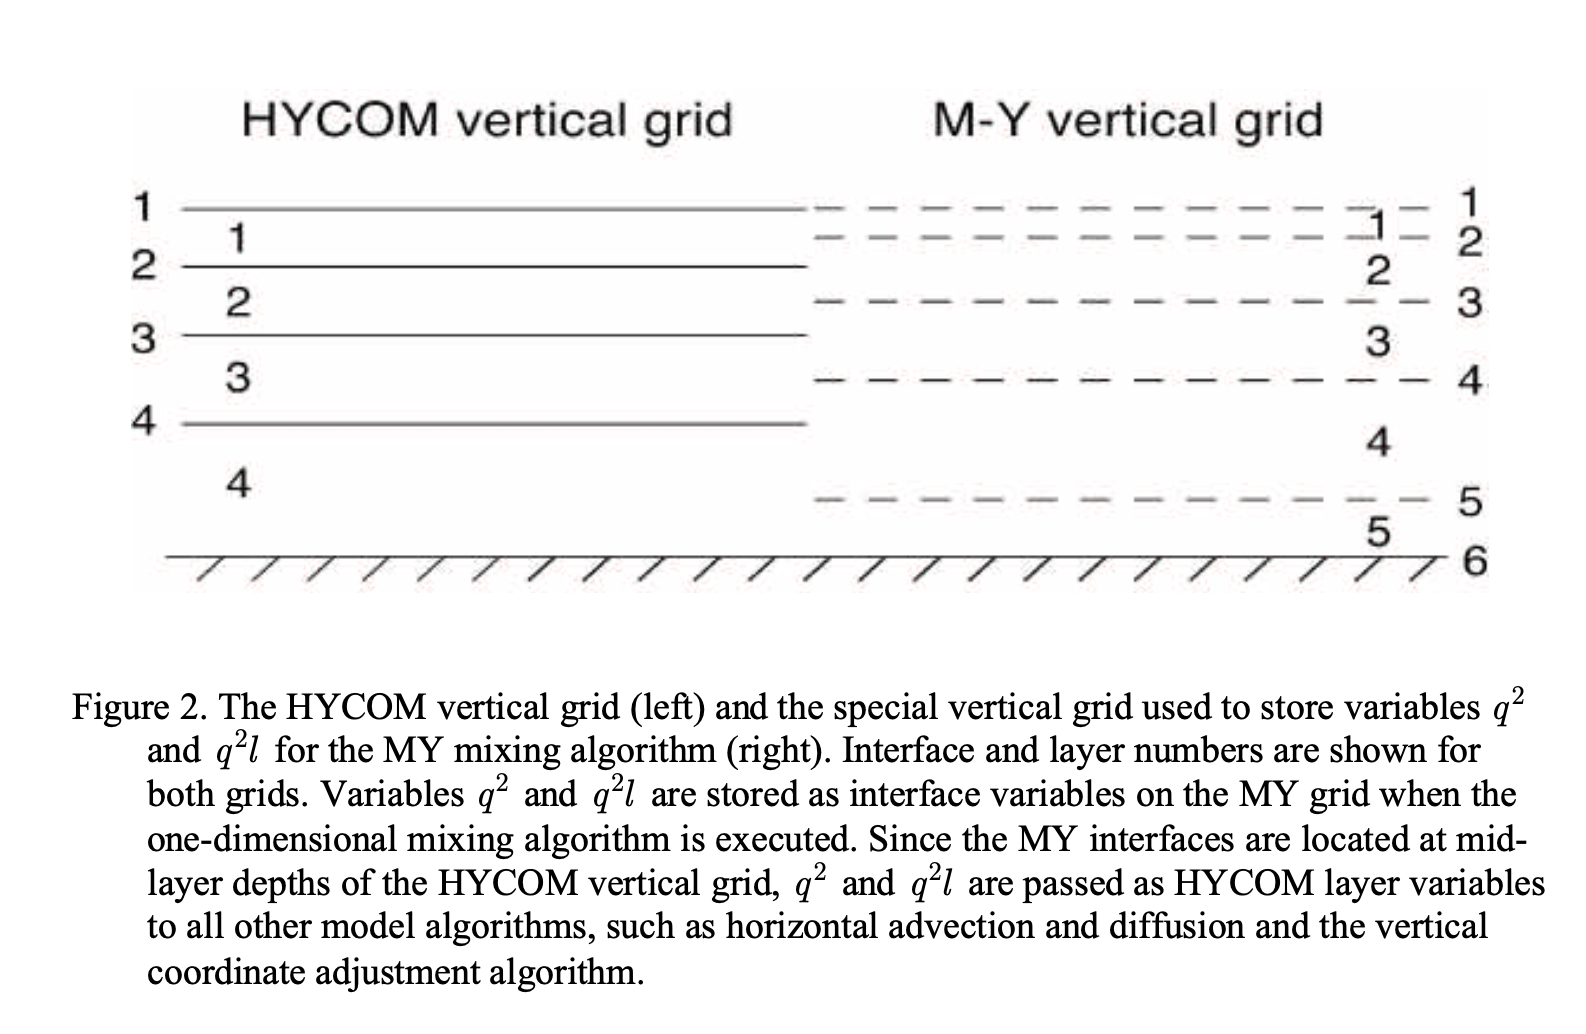 HYCOM vertical grid M-Y vertical grid
1 1
1 1
2 2
2 2
2 3
3 3
3 4
4 4
4 5
5
6
Figure 2. The HYCOM vertical grid (left) and the special vertical grid used to store variables q²
and q²l for the MY mixing algorithm (right). Interface and layer numbers are shown for
both grids. Variables q² and q²l are stored as interface variables on the MY grid when the
one-dimensional mixing algorithm is executed. Since the MY interfaces are located at mid-
layer depths of the HYCOM vertical grid, q² and q²l are passed as HYCOM layer variables
to all other model algorithms, such as horizontal advection and diffusion and the vertical
coordinate adjustment algorithm.